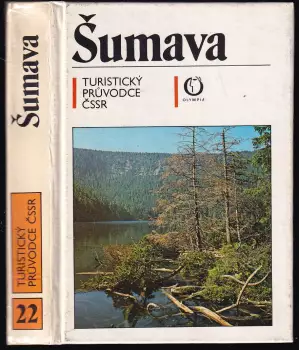 Šumava
TURISTICKÝ
PRŮVODCE
ČSSR
OLYMPIA
Šumava
TURISTICKÝ
PRŮVODCE ČSSR
22